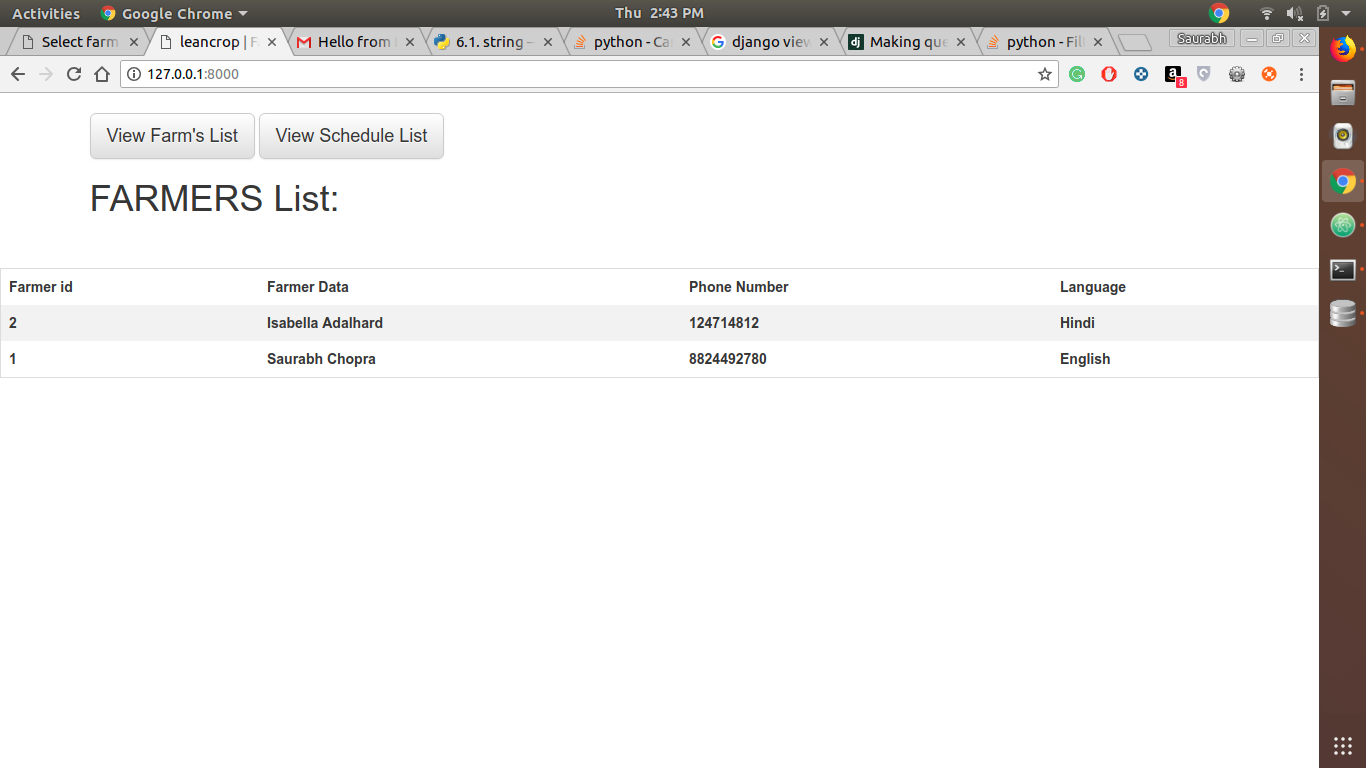 Activities Google Chrome Thu 2:43 PM
Select farm leancrop | F Hello from 6.1. string — python - Ca django view Making que python - Fil Saurabh
127.0.0.1:8000 a 8
View Farm's List View Schedule List
FARMERS List:
Farmer id Farmer Data Phone Number Language
2 Isabella Adalhard 124714812 Hindi
1 Saurabh Chopra 8824492780 English